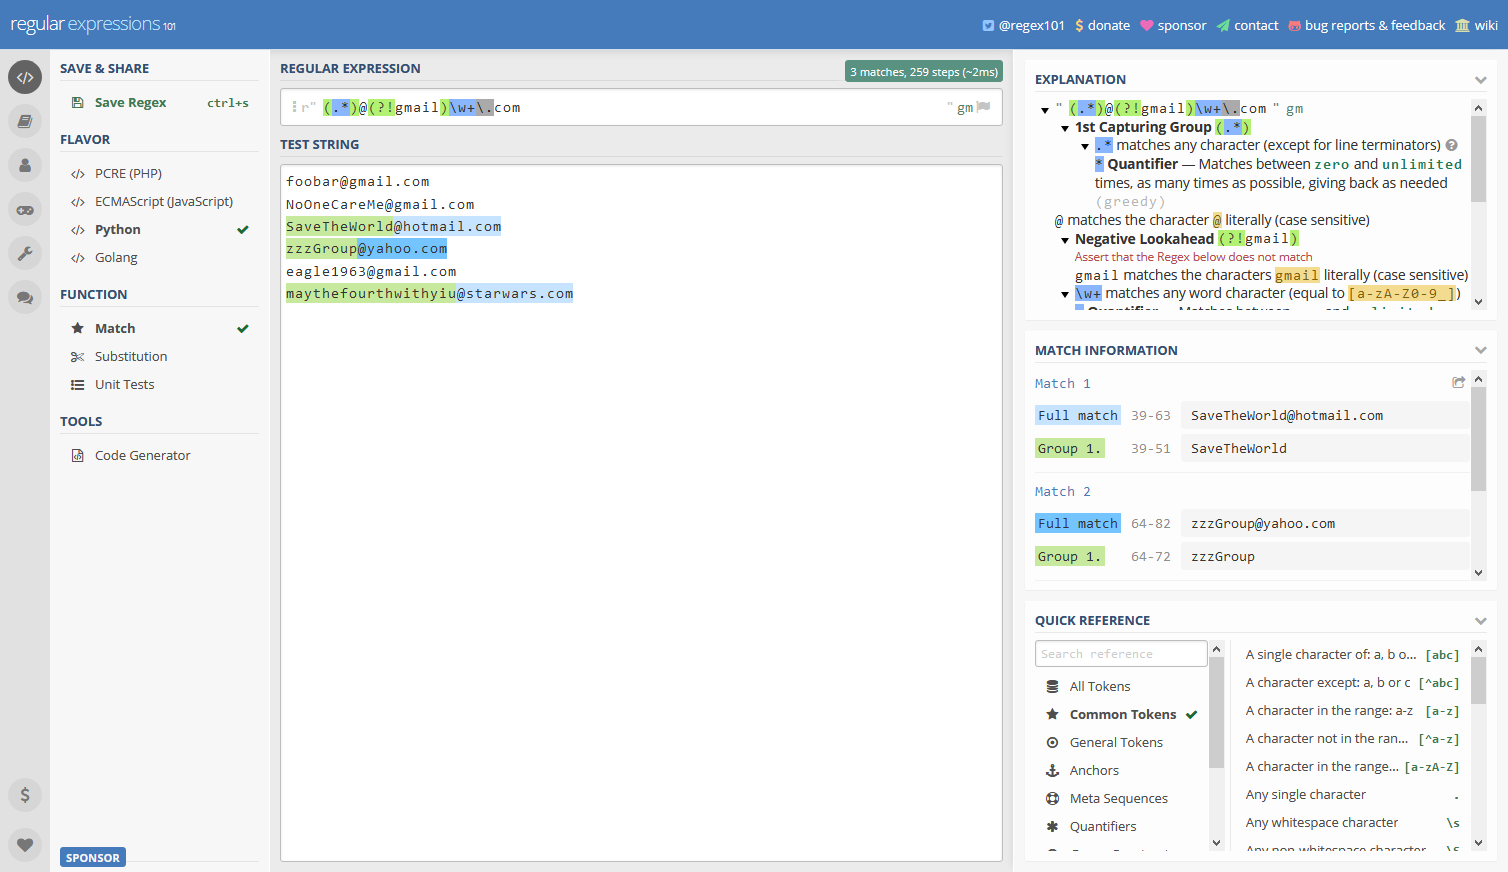 regular expressions 101
@regex101
$ donate
sponsor
contact
bug reports & feedback
wiki
SAVE & SHARE
Save Regex ctrl+s
FLAVOR
</> PCRE (PHP)
</> ECMAScript (JavaScript)
</> Python
</> Golang
FUNCTION
Match
Substitution
Unit Tests
TOOLS
Code Generator
$
SPONSOR
REGULAR EXPRESSION
3 matches, 259 steps (~2ms)
r" (.*)@(?!gmail)\w+\.com " gm
TEST STRING
foobar@gmail.com
NoOneCareMe@gmail.com
SaveTheWorld@hotmail.com
zzzGroup@yahoo.com
eagle1963@gmail.com
maythefourthwithyiu@starwars.com
EXPLANATION
" (.*)@(?!gmail)\w+\.com " gm
1st Capturing Group (.*)
.* matches any character (except for line terminators)
* Quantifier — Matches between zero and unlimited
times, as many times as possible, giving back as needed
(greedy)
@ matches the character @ literally (case sensitive)
Negative Lookahead (?!gmail)
Assert that the Regex below does not match
gmail matches the characters gmail literally (case sensitive)
\w+ matches any word character (equal to [a-zA-Z0-9_])
MATCH INFORMATION
Match 1
Full match 39-63 SaveTheWorld@hotmail.com
Group 1. 39-51 SaveTheWorld
Match 2
Full match 64-82 zzzGroup@yahoo.com
Group 1. 64-72 zzzGroup
QUICK REFERENCE
Search reference
All Tokens
Common Tokens
General Tokens
Anchors
Meta Sequences
Quantifiers
A single character of: a, b o... [abc]
A character except: a, b or c [^abc]
A character in the range: a-z [a-z]
A character not in the ran... [^a-z]
A character in the range... [a-zA-Z]
Any single character .
Any whitespace character \s
Any non-whitespace character \S